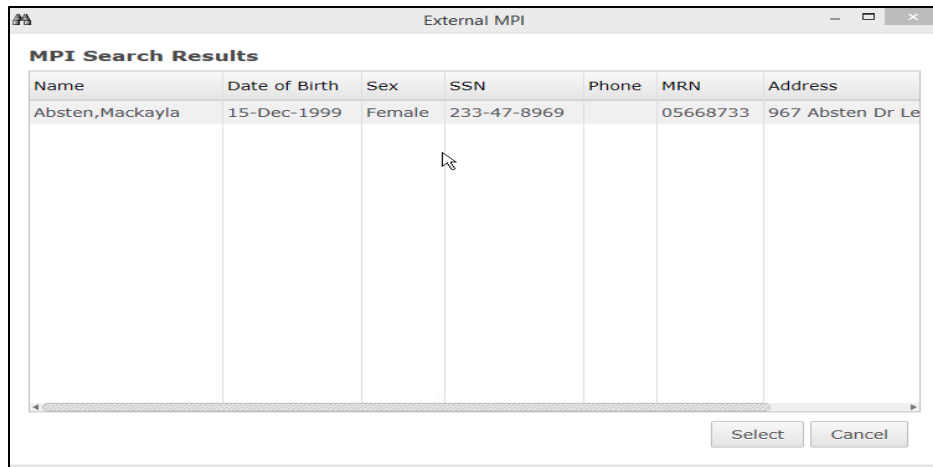 External MPI
MPI Search Results
Name Date of Birth Sex SSN Phone MRN Address
Absten,Mackayla 15-Dec-1999 Female 233-47-8969 05668733 967 Absten Dr Le
Select Cancel